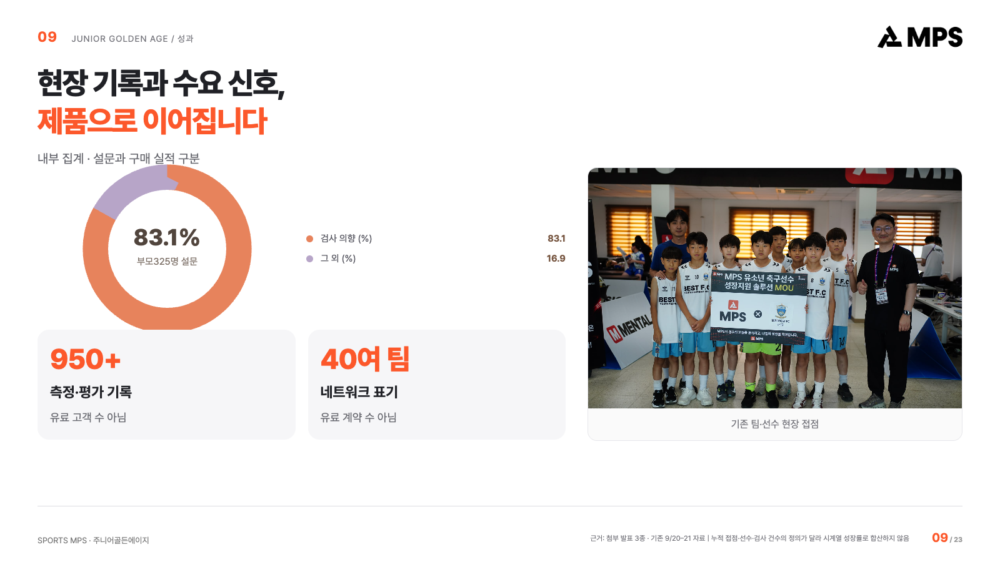 09 JUNIOR GOLDEN AGE / 성과
MPS
현장 기록과 수요 신호,
제품으로 이어집니다
내부 집계 · 설문과 구매 실적 구분
83.1%
부모325명 설문
검사 의향 (%) 83.1
그 외 (%) 16.9
950+
측정·평가 기록
유료 고객 수 아님
40여 팀
네트워크 표기
유료 계약 수 아님
MPS 유소년 축구선수
성장지원 솔루션 MOU
MPS
BEST F.C
MENTAL
기존 팀·선수 현장 접점
SPORTS MPS · 주니어골든에이지
근거: 첨부 발표 3종 · 기존 9/20–21 자료 | 누적 접점·선수·검사 건수의 정의가 달라 시계열 성장률로 합산하지 않음
09 / 23